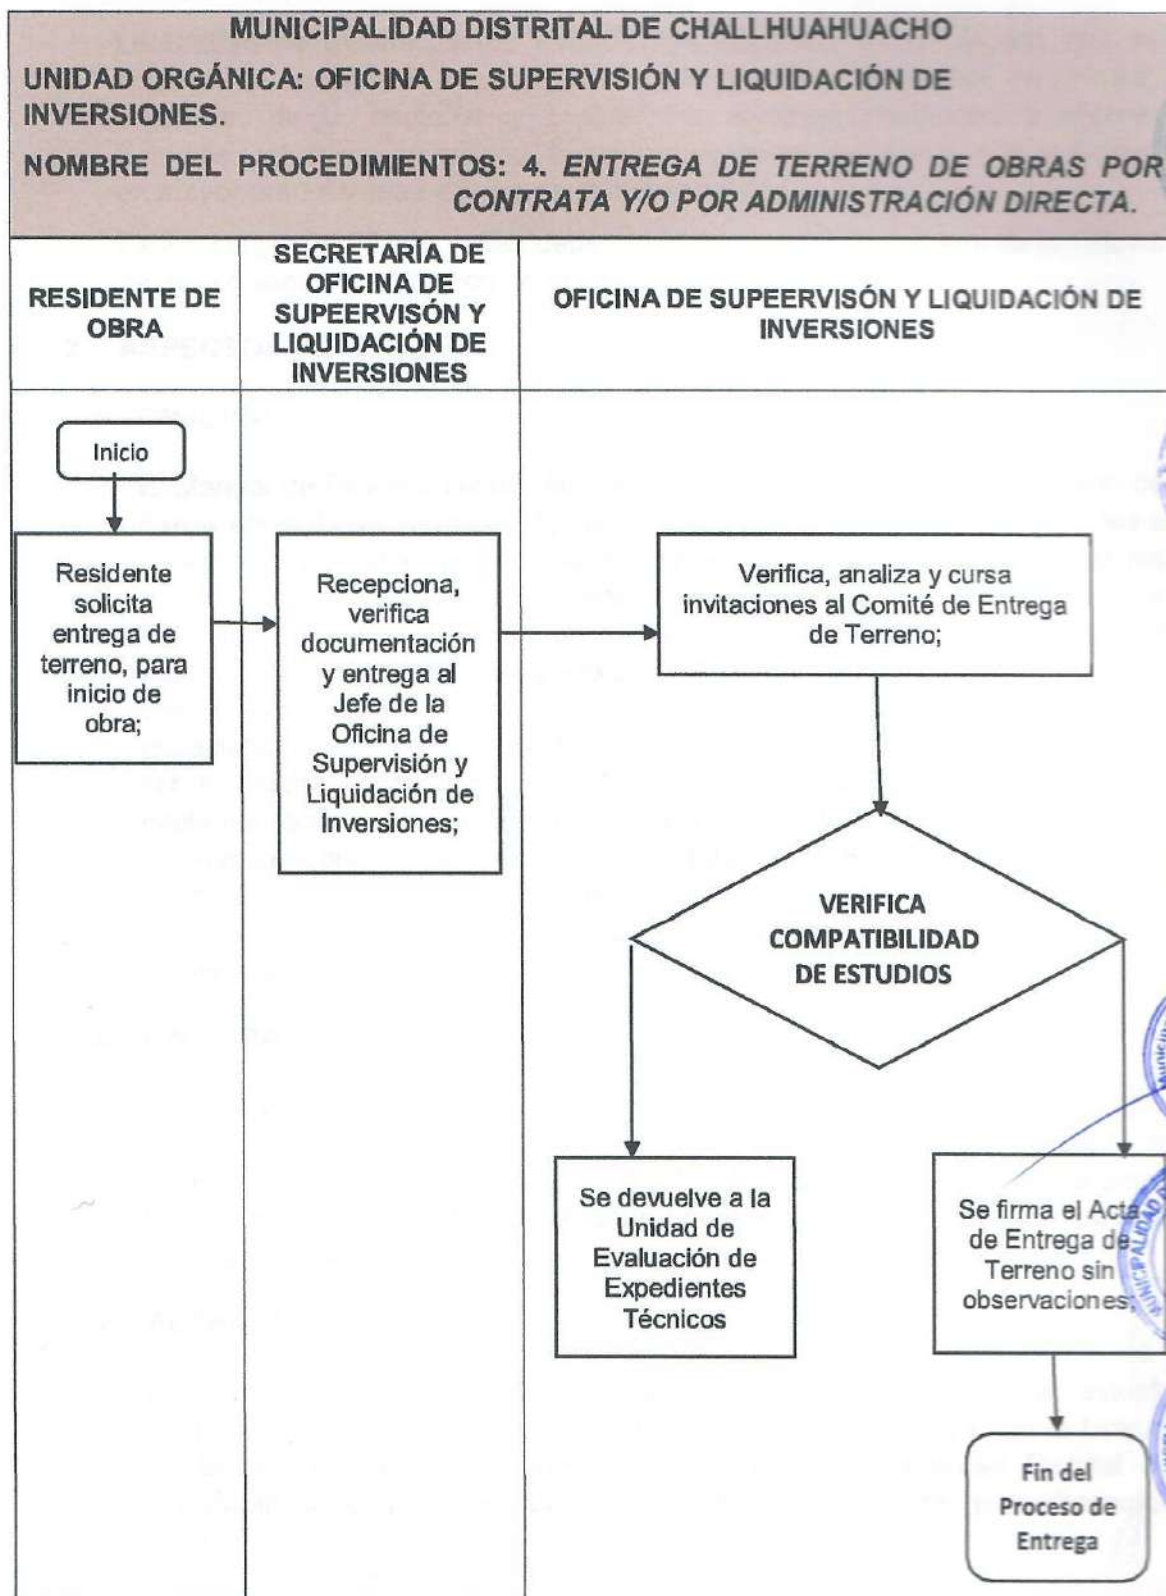 MUNICIPALIDAD DISTRITAL DE CHALLHUAHUACHO
UNIDAD ORGÁNICA: OFICINA DE SUPERVISIÓN Y LIQUIDACIÓN DE
INVERSIONES.
NOMBRE DEL PROCEDIMIENTOS: 4. ENTREGA DE TERRENO DE OBRAS POR
CONTRATA Y/O POR ADMINISTRACIÓN DIRECTA.
RESIDENTE DE
OBRA
SECRETARÍA DE
OFICINA DE
SUPEERVISÓN Y
LIQUIDACIÓN DE
INVERSIONES
OFICINA DE SUPEERVISÓN Y LIQUIDACIÓN DE
INVERSIONES
Inicio
Residente
solicita
entrega de
terreno, para
inicio de
obra;
Recepciona,
verifica
documentación
y entrega al
Jefe de la
Oficina de
Supervisión y
Liquidación de
Inversiones;
Verifica, analiza y cursa
invitaciones al Comité de Entrega
de Terreno;
VERIFICA
COMPATIBILIDAD
DE ESTUDIOS
Se devuelve a la
Unidad de
Evaluación de
Expedientes
Técnicos
Se firma el Acta
de Entrega de
Terreno sin
observaciones;
Fin del
Proceso de
Entrega